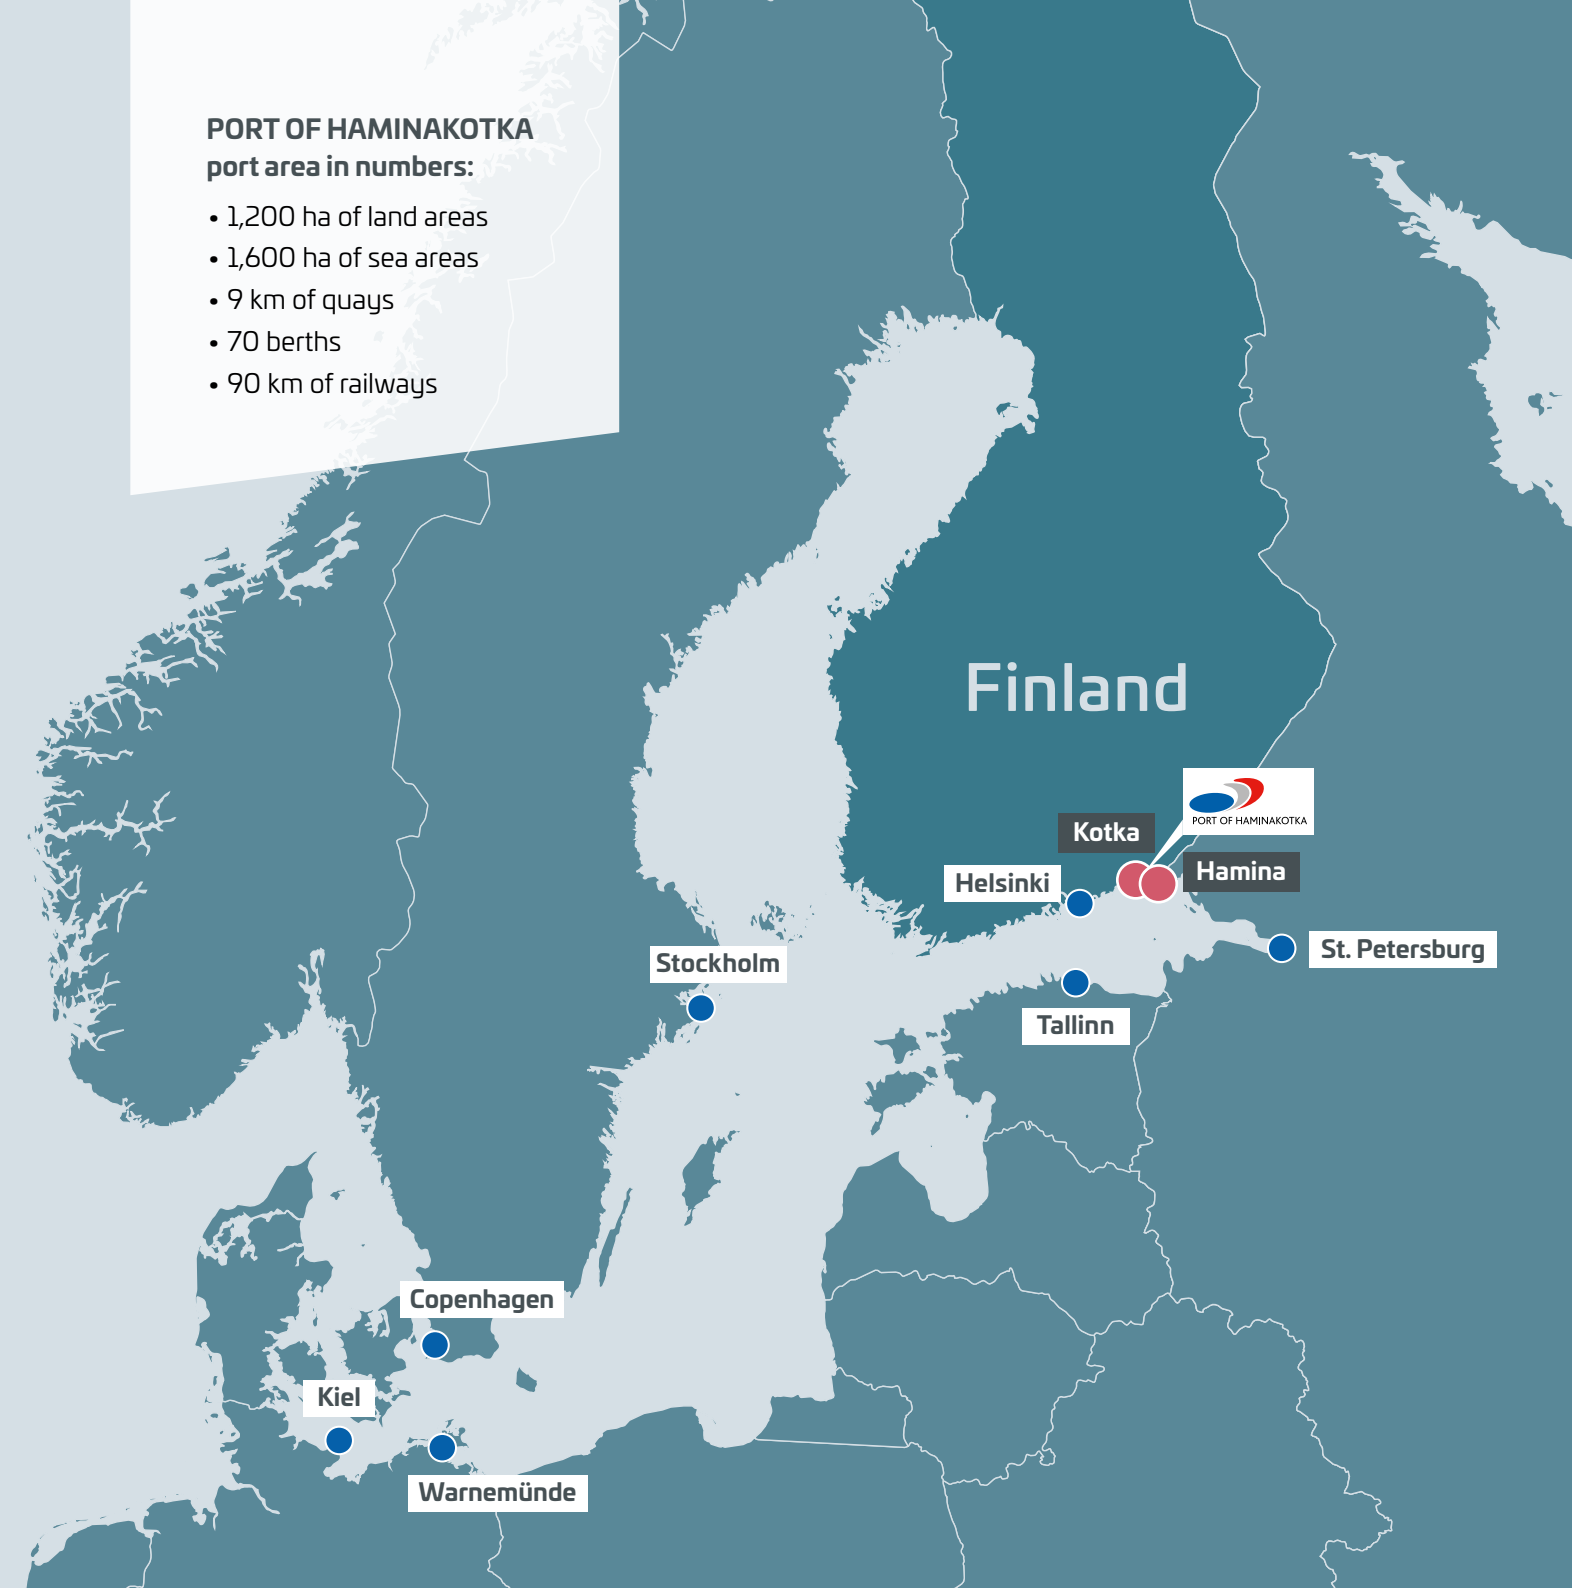 PORT OF HAMINAKOTKA
port area in numbers:
• 1,200 ha of land areas
• 1,600 ha of sea areas
• 9 km of quays
• 70 berths
• 90 km of railways
Finland
PORT OF HAMINAKOTKA
Kotka
Hamina
Helsinki
St. Petersburg
Stockholm
Tallinn
Copenhagen
Kiel
Warnemünde